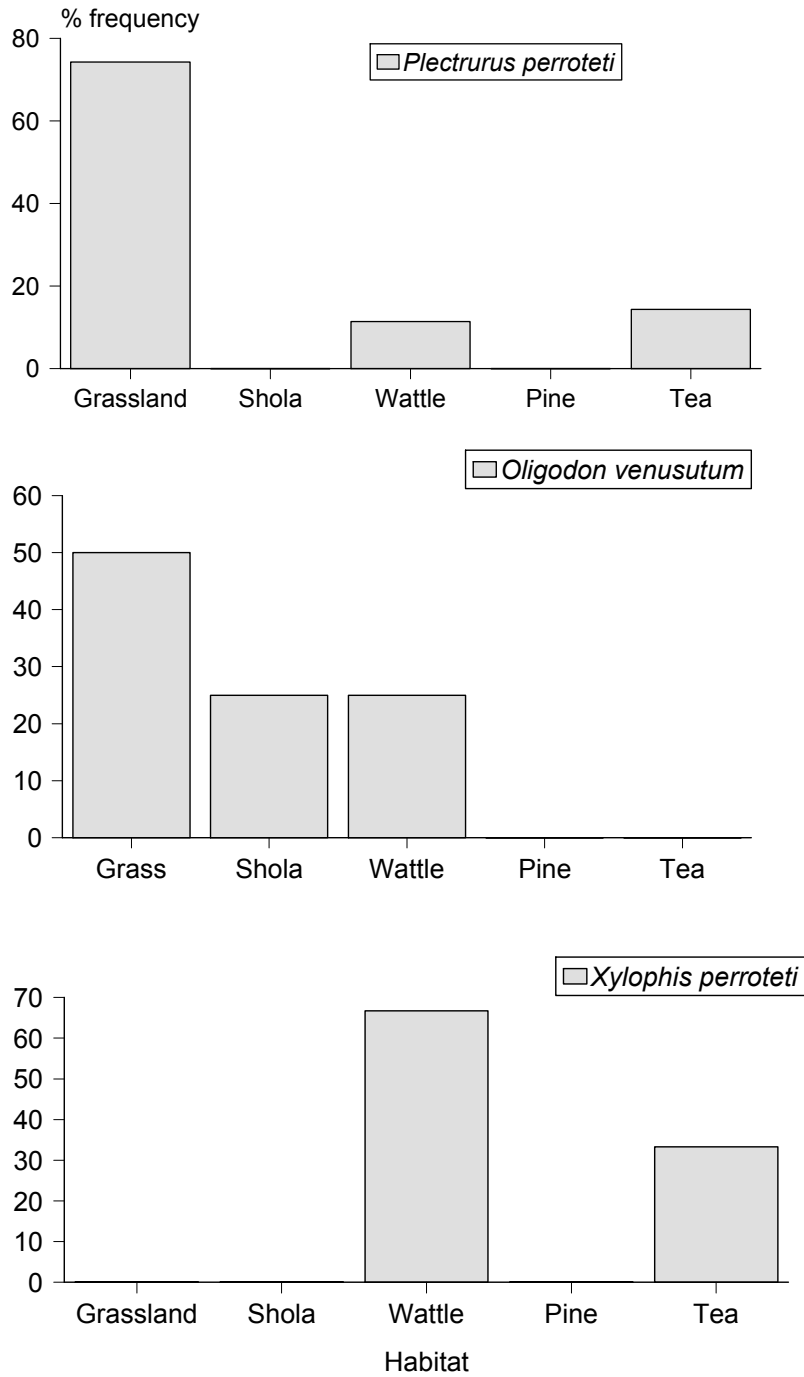 % frequency
Plectrurus perroteti
80
60
40
20
0
Grassland Shola Wattle Pine Tea
Oligodon venusutum
60
50
40
30
20
10
0
Grass Shola Wattle Pine Tea
Xylophis perroteti
70
60
50
40
30
20
10
0
Grassland Shola Wattle Pine Tea
Habitat